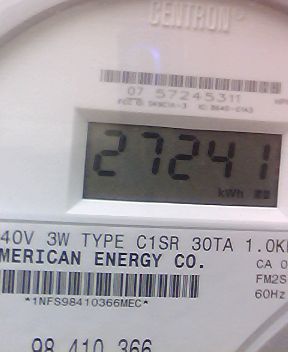 CENTRON®
07 57245311
27241
kWh
40V 3W TYPE C1SR 30TA 1.0K
MERICAN ENERGY CO.
CA 0
FM2S
60Hz
*1NFS98410366MEC*
98 410 366